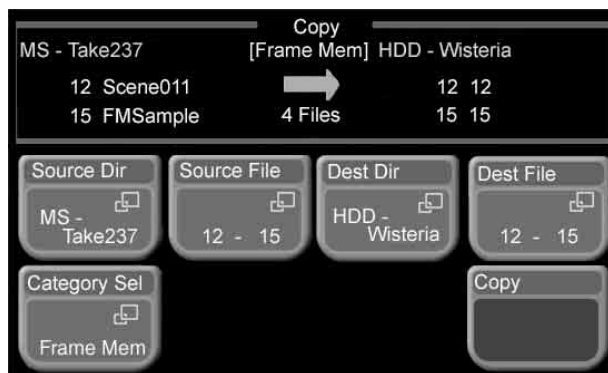 Copy
MS - Take237 [Frame Mem] HDD - Wisteria
12 Scene011 12 12
15 FMSample 4 Files 15 15
Source Dir Source File Dest Dir Dest File
MS - Take237 12 - 15 HDD - Wisteria 12 - 15
Category Sel Copy
Frame Mem